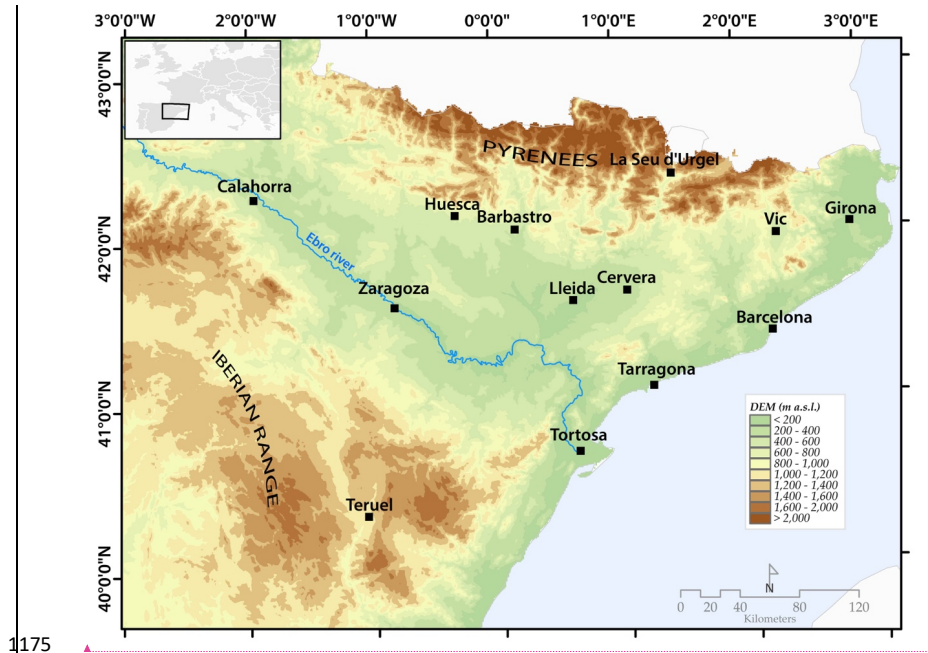 3°0'0"W 2°0'0"W 1°0'0"W 0°0'0" 1°0'0"E 2°0'0"E 3°0'0"E
43°0'0"N
42°0'0"N
41°0'0"N
40°0'0"N
PYRENEES
La Seu d'Urgel
Calahorra
Huesca
Barbastro
Vic
Girona
Ebro river
Zaragoza
Lleida
Cervera
Barcelona
IBERIAN RANGE
Tarragona
Tortosa
Teruel
DEM (m a.s.l.)
< 200
200 - 400
400 - 600
600 - 800
800 - 1,000
1,000 - 1,200
1,200 - 1,400
1,400 - 1,600
1,600 - 2,000
> 2,000
N
0 20 40 80 120
Kilometers
1175